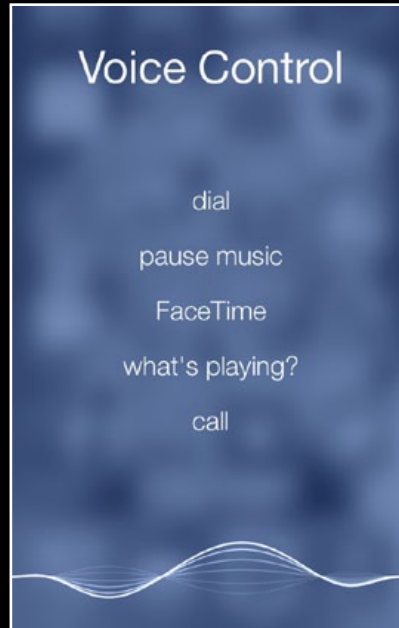 Voice Control
dial
pause music
FaceTime
what's playing?
call